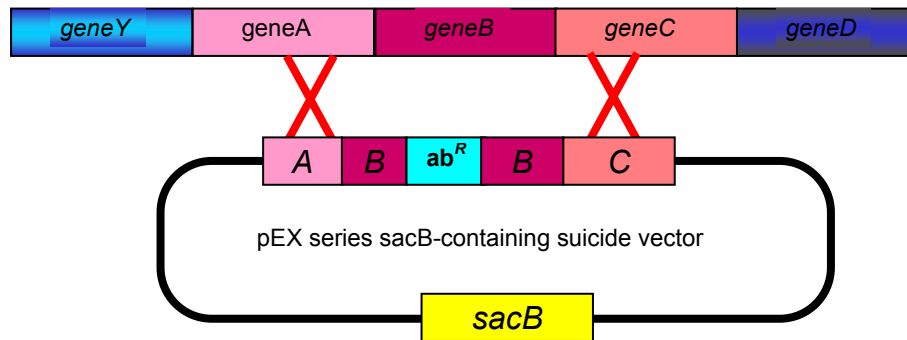 geneY geneA geneB geneC geneD
A B ab^R B C
pEX series sacB-containing suicide vector
sacB